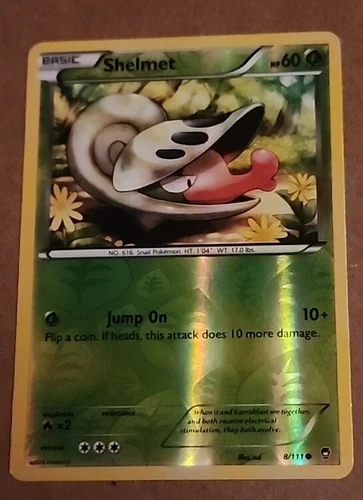 BASIC
Shelmet
HP60
NO. 616 Snail Pokémon HT: 1'04" WT: 17.0 lbs.
Jump On 10+
Flip a coin. If heads, this attack does 10 more damage.
weakness resistance
×2
retreat
When it and Karrablast are together,
and both receive electrical
stimulation, they both evolve.
8/111